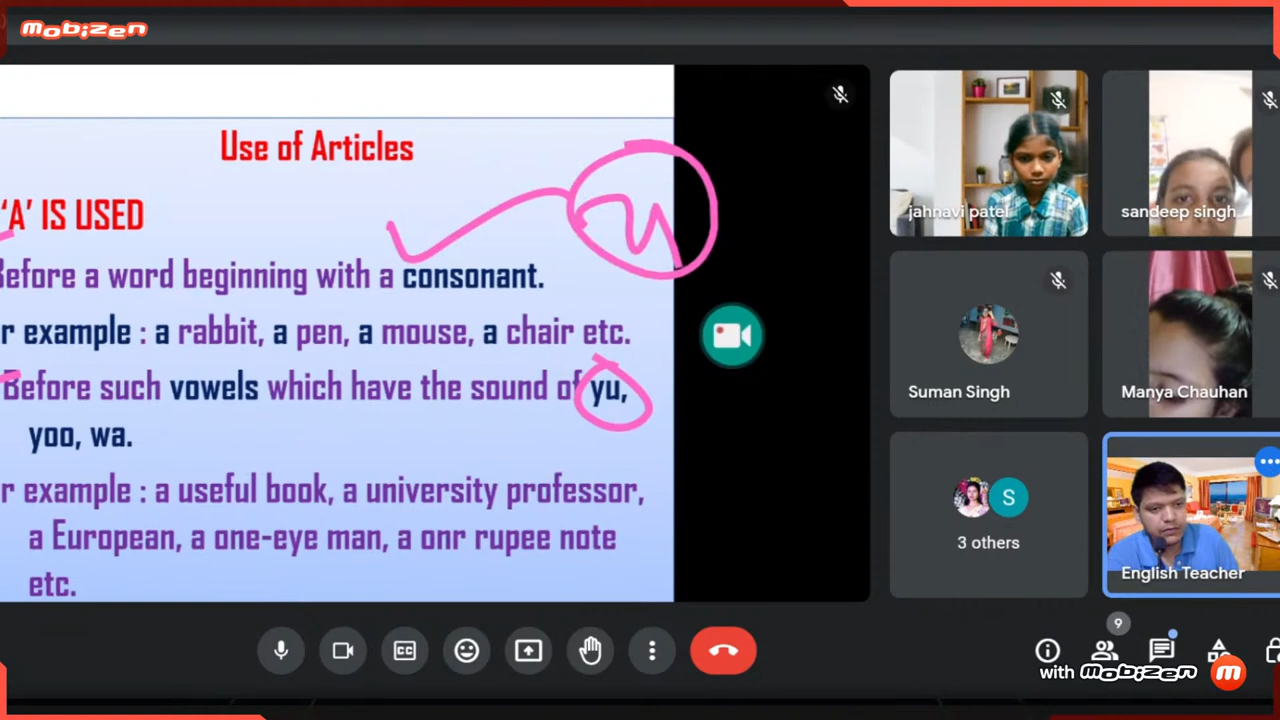 Mobizen
Use of Articles
'A' IS USED
Before a word beginning with a consonant.
r example : a rabbit, a pen, a mouse, a chair etc.
Before such vowels which have the sound of yu,
yoo, wa.
r example : a useful book, a university professor,
a European, a one-eye man, a onr rupee note
etc.
jahnavi patel
sandeep singh
Suman Singh
Manya Chauhan
S
3 others
English Teacher
CC
9
with Mobizen M